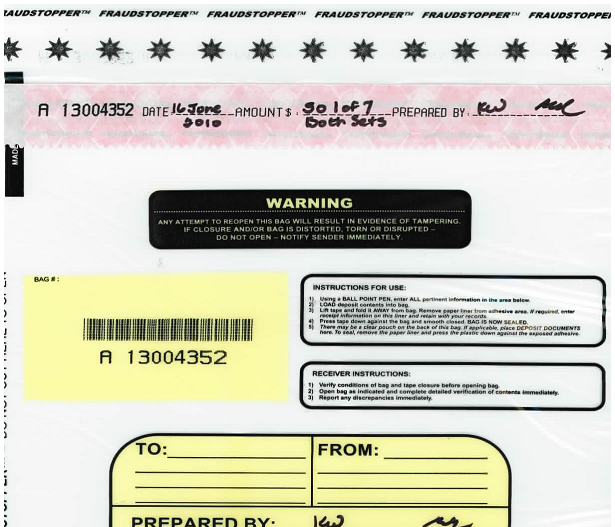 RAUDSTOPPER™ FRAUDSTOPPER™ FRAUDSTOPPER™ FRAUDSTOPPER™ FRAUDSTOPPER™ FRAUDSTOPPE
A 13004352 DATE 16 June AMOUNT $ : So 1 of 7 PREPARED BY: KW
2010 Both Sets
MADE
WARNING
ANY ATTEMPT TO REOPEN THIS BAG WILL RESULT IN EVIDENCE OF TAMPERING.
IF CLOSURE AND/OR BAG IS DISTORTED, TORN OR DISRUPTED –
DO NOT OPEN – NOTIFY SENDER IMMEDIATELY.
BAG # :
A 13004352
INSTRUCTIONS FOR USE:
1) Using a BALL POINT PEN, enter ALL pertinent information in the area below.
2) LOAD deposit contents into bag.
3) Lift tape and fold it AWAY from bag. Remove paper liner from adhesive area. If required, enter
receipt information on this liner and retain with your records.
4) Press tape down against the bag and smooth closed. BAG IS NOW SEALED.
5) There may be a clear pouch on the back of this bag. If applicable, place DEPOSIT DOCUMENTS
here. To seal, remove the paper liner and press the plastic down against the exposed adhesive.
RECEIVER INSTRUCTIONS:
1) Verify conditions of bag and tape closure before opening bag.
2) Open bag as indicated and complete detailed verification of contents immediately.
3) Report any discrepancies immediately.
TO: FROM:
PREPARED BY: KW